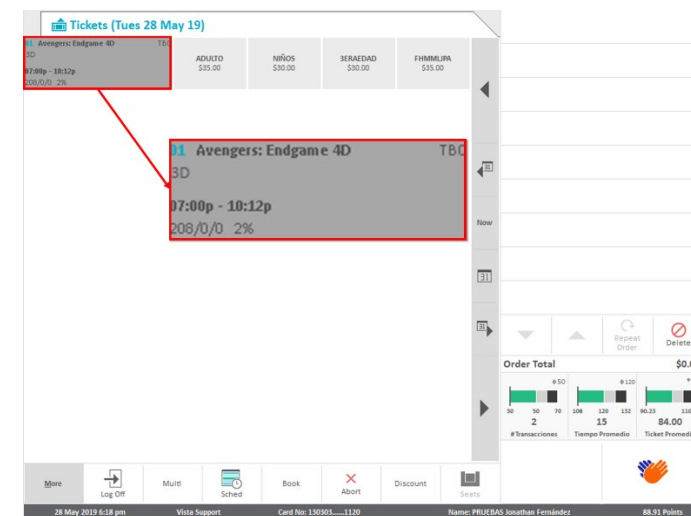 Tickets (Tues 28 May 19)
01 Avengers: Endgame 4D TBC
3D
07:00p - 10:12p
208/0/0 2%
ADULTO
$35.00
NIÑOS
$30.00
3ERAEDAD
$30.00
FHMMLJPA
$35.00
01 Avengers: Endgame 4D TBC
3D
07:00p - 10:12p
208/0/0 2%
31
Now
31
31
Repeat
Order
Delete
Order Total $0.0
50
30 50 70
2
#Transacciones
120
108 120 132
15
Tiempo Promedio
90.23 110
84.00
Ticket Promedi
More
Log Off
Multi
Sched
Book
Abort
Discount
Seats
28 May 2019 6:18 pm Vista Support Card No: 130303......1120 Name: PRUEBAS Jonathan Fernández 88.91 Points